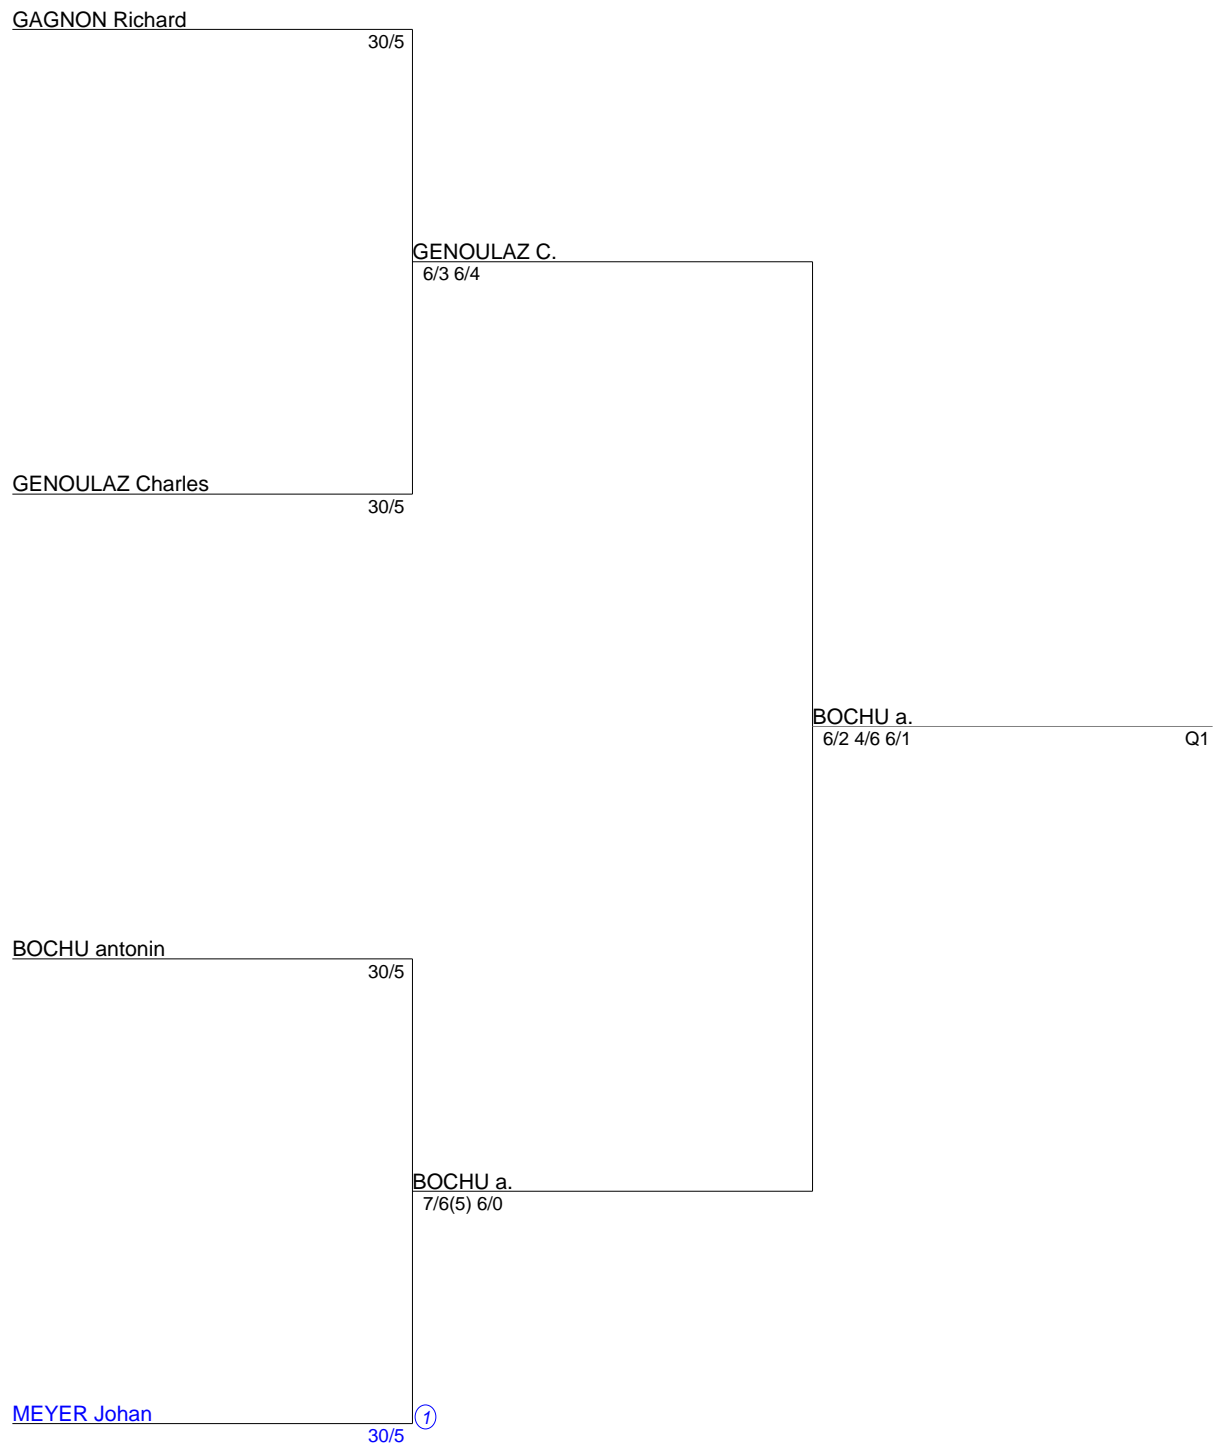 GAGNON Richard
30/5
GENOULAZ C.
6/3 6/4
GENOULAZ Charles
30/5
BOCHU a.
6/2 4/6 6/1
Q1
BOCHU antonin
30/5
BOCHU a.
7/6(5) 6/0
MEYER Johan
1
30/5